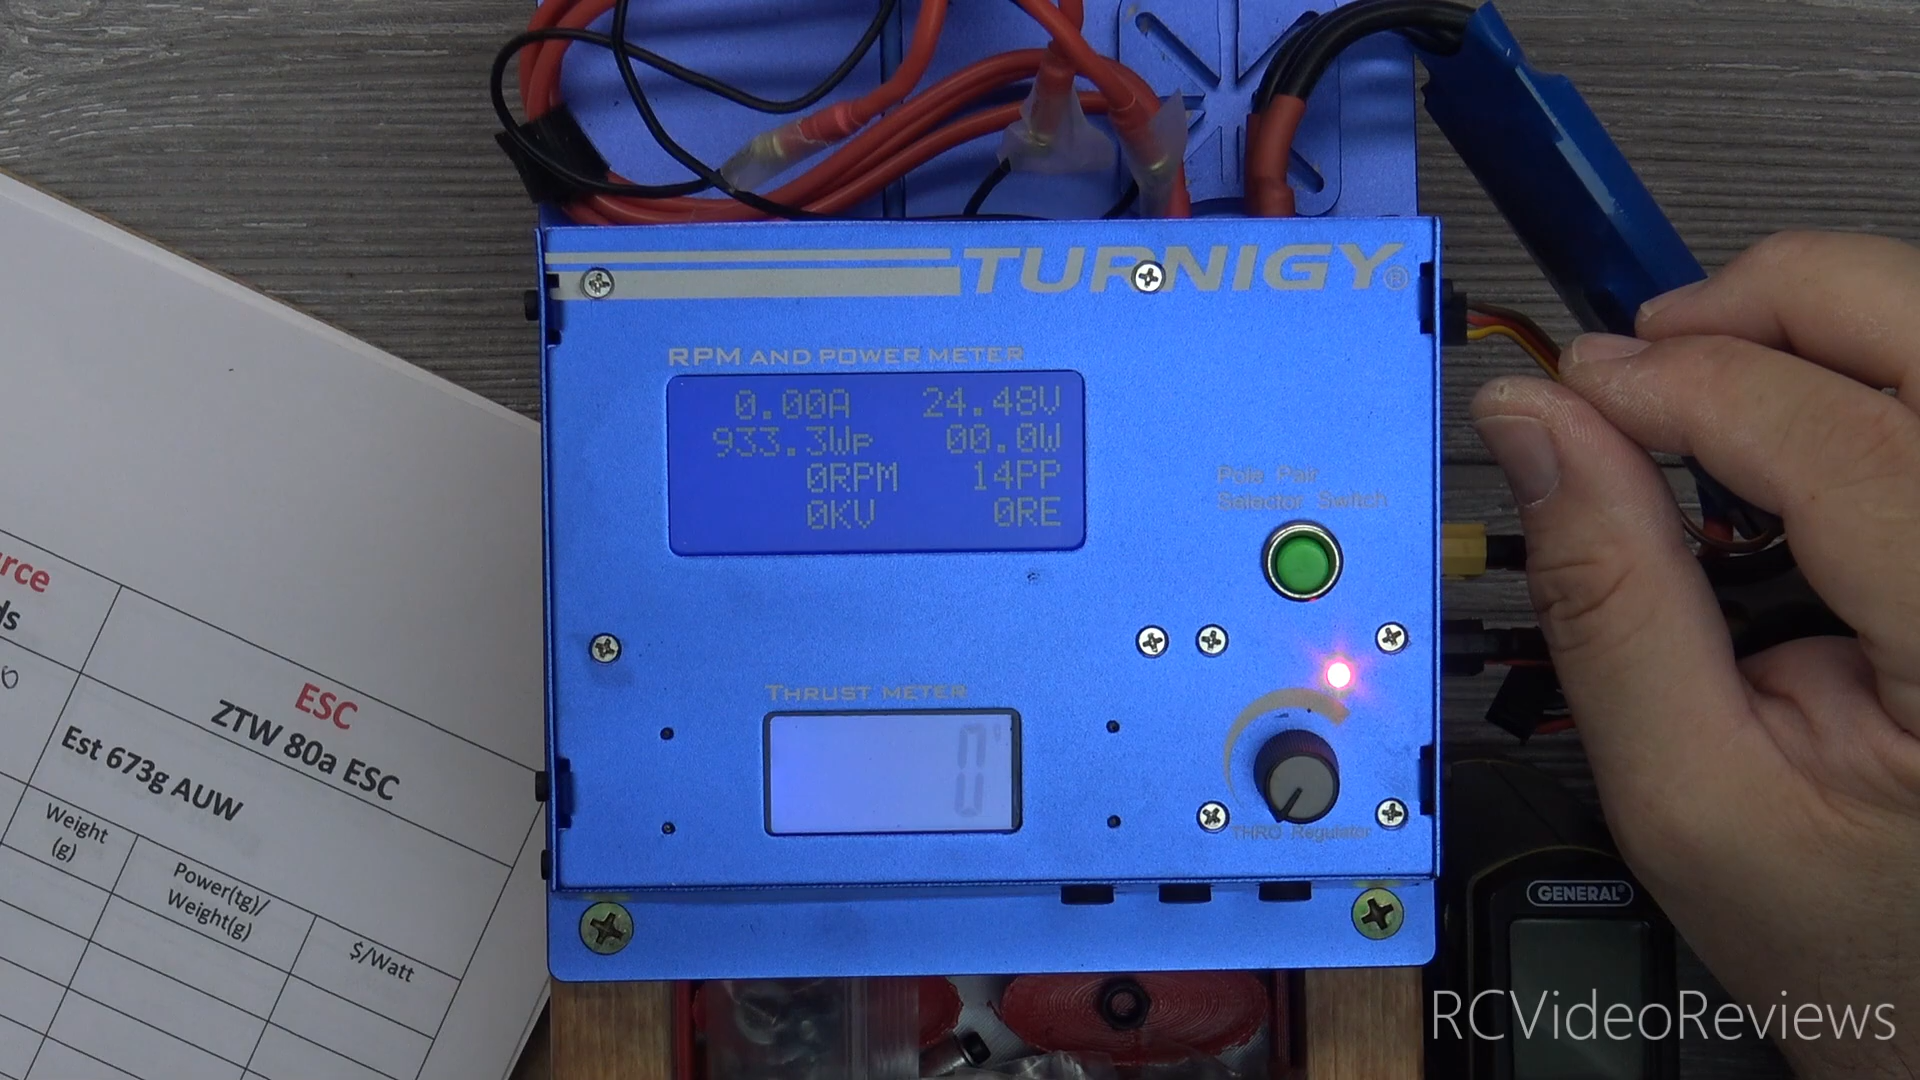 TURNIGY®
RPM AND POWER METER
0.00A 24.48V
933.3Wp 00.0W
0RPM 14PP
0KV 0RE
Pole Pair
Selector Switch
THRUST METER
0
THRO Regulator
ESC
ZTW 80a ESC
Est 673g AUW
Weight
(g)
Power(tg)/
Weight(g)
$/Watt
GENERAL®
RCVideoReviews